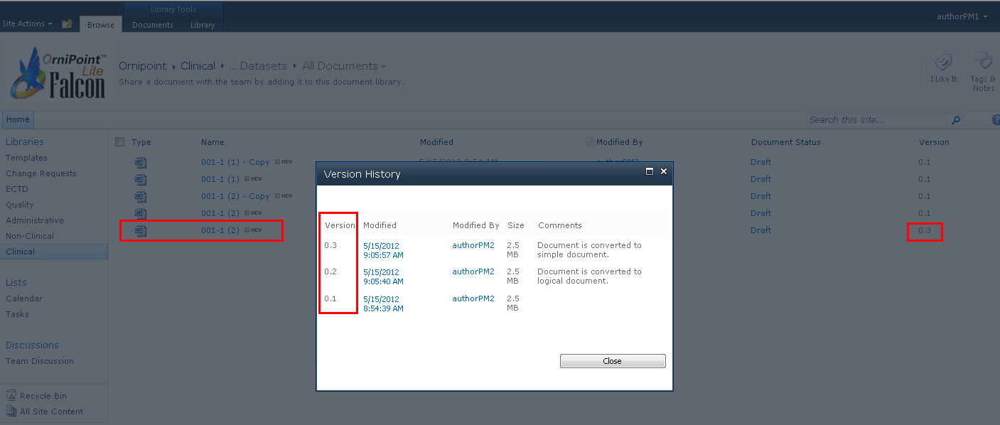 Library Tools
Site Actions Browse Documents Library authorPM1
OrniPoint™ Lite Falcon
Ornipoint Clinical ... Datasets All Documents
Share a document with the team by adding it to this document library.
I Like It Tags & Notes
Home Search this site...
Libraries
Templates
Change Requests
ECTD
Quality
Administrative
Non-Clinical
Clinical
Lists
Calendar
Tasks
Discussions
Team Discussion
Recycle Bin
All Site Content
Type Name Modified Modified By Document Status Version
001-1 (1) - Copy NEW 5/15/2012 8:54 AM authorPM2 Draft 0.1
001-1 (1) NEW Draft 0.1
001-1 (2) - Copy NEW Draft 0.1
001-1 (2) NEW Draft 0.1
001-1 (2) NEW Draft 0.3
Version History
Version Modified Modified By Size Comments
0.3 5/15/2012 9:05:57 AM authorPM2 2.5 MB Document is converted to simple document.
0.2 5/15/2012 9:05:40 AM authorPM2 2.5 MB Document is converted to logical document.
0.1 5/15/2012 8:54:39 AM authorPM2 2.5 MB
Close